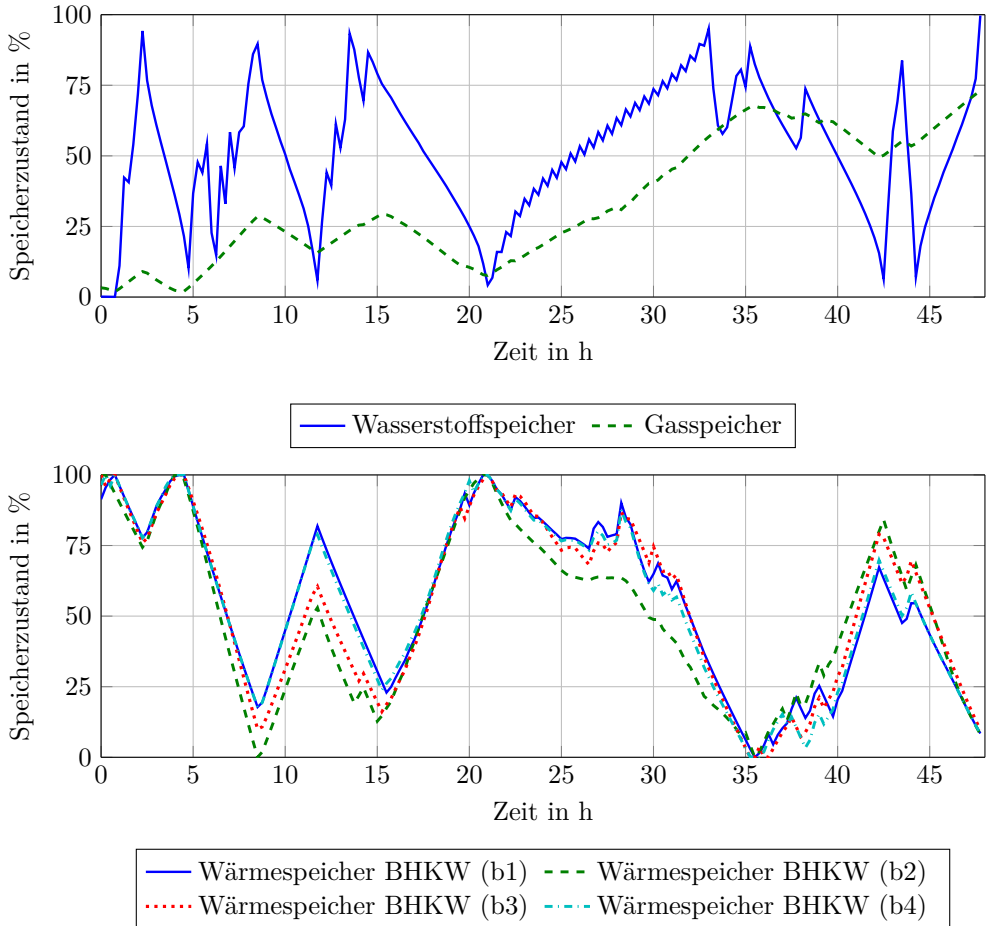 Speicherzustand in %
100
75
50
25
0
0 5 10 15 20 25 30 35 40 45
Zeit in h
Wasserstoffspeicher Gasspeicher
Speicherzustand in %
100
75
50
25
0
0 5 10 15 20 25 30 35 40 45
Zeit in h
Wärmespeicher BHKW (b1) Wärmespeicher BHKW (b2)
Wärmespeicher BHKW (b3) Wärmespeicher BHKW (b4)